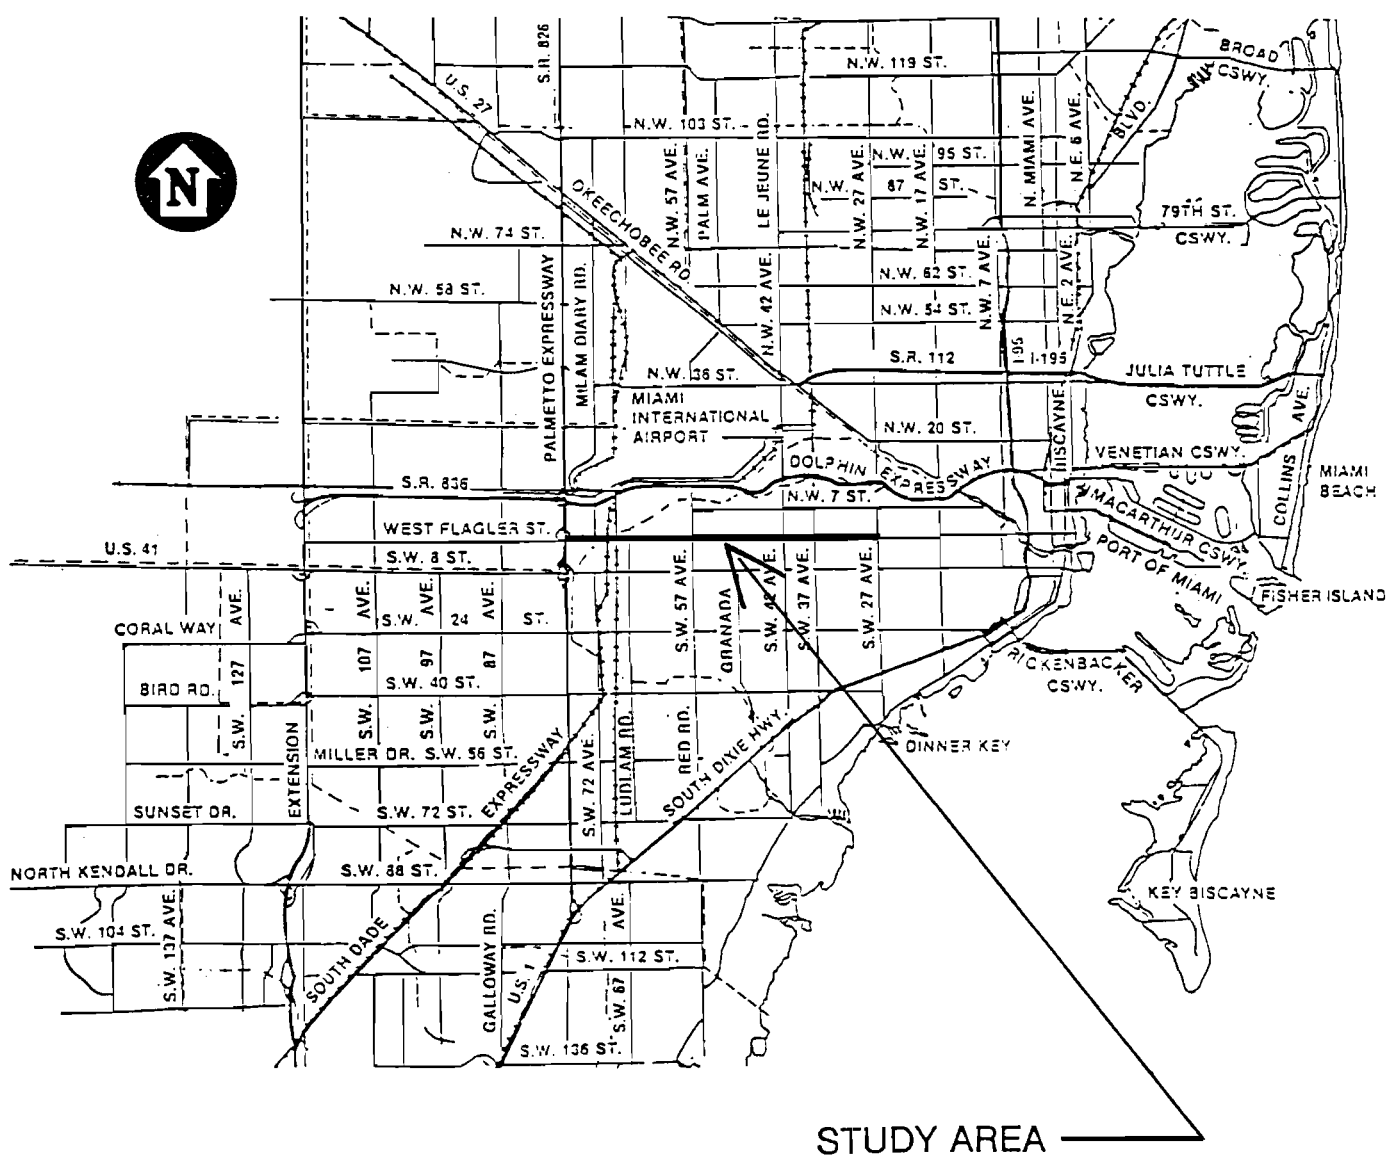 BROAD
CSWY.
S.R. 826
N.W. 119 ST.
U.S. 27
BLVD.
N.W. 103 ST.
N. MIAMI AVE.
N.E. 6 AVE.
LE JEUNE RD.
N.W. 57 AVE.
PALM AVE.
N.W. 27 AVE.
N.W. 17 AVE.
N.W. 95 ST.
N
N.W. 87 ST.
OKEECHOBEE RD.
79TH ST.
CSWY.
N.W. 74 ST.
N.W. 62 ST.
N.W. 7 AVE.
N.E. 2 AVE.
N.W. 42 AVE.
N.W. 58 ST.
N.W. 54 ST.
PALMETTO EXPRESSWAY
MILAM DIARY RD.
S.R. 112
I-95
I-195
N.W. 36 ST.
JULIA TUTTLE
CSWY.
MIAMI
INTERNATIONAL
AIRPORT
BISCAYNE
COLLINS AVE.
N.W. 20 ST.
VENETIAN CSWY.
DOLPHIN EXPRESSWAY
MIAMI
BEACH
S.R. 836
N.W. 7 ST.
MACARTHUR CSWY.
WEST FLAGLER ST.
PORT OF MIAMI
U.S. 41
S.W. 8 ST.
FISHER ISLAND
S.W. 57 AVE.
GRANADA
S.W. 42 AVE.
S.W. 37 AVE.
S.W. 27 AVE.
CORAL WAY
S.W. 24 ST.
S.W. 127 AVE.
S.W. 107 AVE.
S.W. 97 AVE.
S.W. 87 AVE.
RICKENBACKER
CSWY.
BIRD RD.
S.W. 40 ST.
EXTENSION
MILLER DR. S.W. 56 ST.
EXPRESSWAY
S.W. 72 AVE.
LUDLAM RD.
RED RD.
SOUTH DIXIE HWY.
DINNER KEY
SUNSET DR.
S.W. 72 ST.
NORTH KENDALL DR.
S.W. 88 ST.
KEY BISCAYNE
S.W. 104 ST.
S.W. 137 AVE.
SOUTH DADE
GALLOWAY RD.
U.S. 1
S.W. 67 AVE.
S.W. 112 ST.
S.W. 136 ST.
STUDY AREA